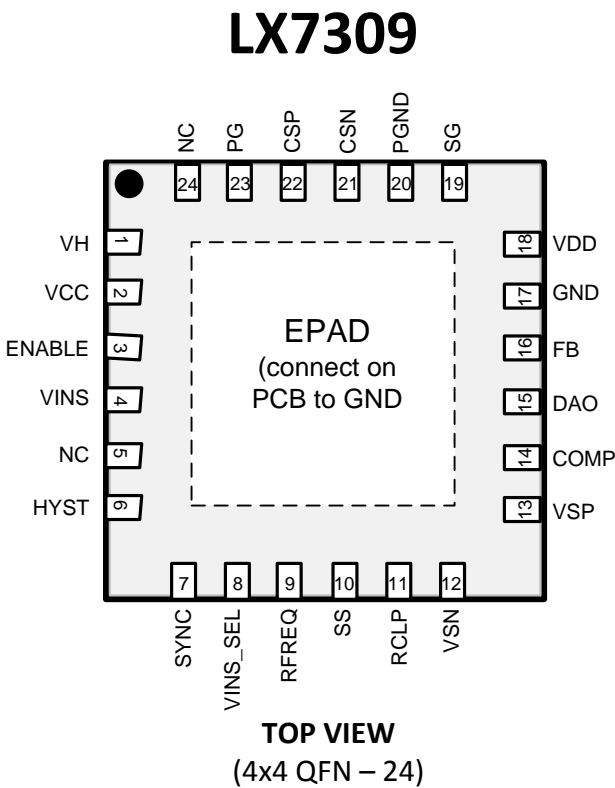 LX7309
NC
PG
CSP
CSN
PGND
SG
24
23
22
21
20
19
VH
1
18
VDD
VCC
2
17
GND
ENABLE
3
16
FB
VINS
4
15
DAO
NC
5
14
COMP
HYST
6
13
VSP
EPAD
(connect on
PCB to GND
7
8
9
10
11
12
SYNC
VINS_SEL
RFREQ
SS
RCLP
VSN
TOP VIEW
(4x4 QFN – 24)